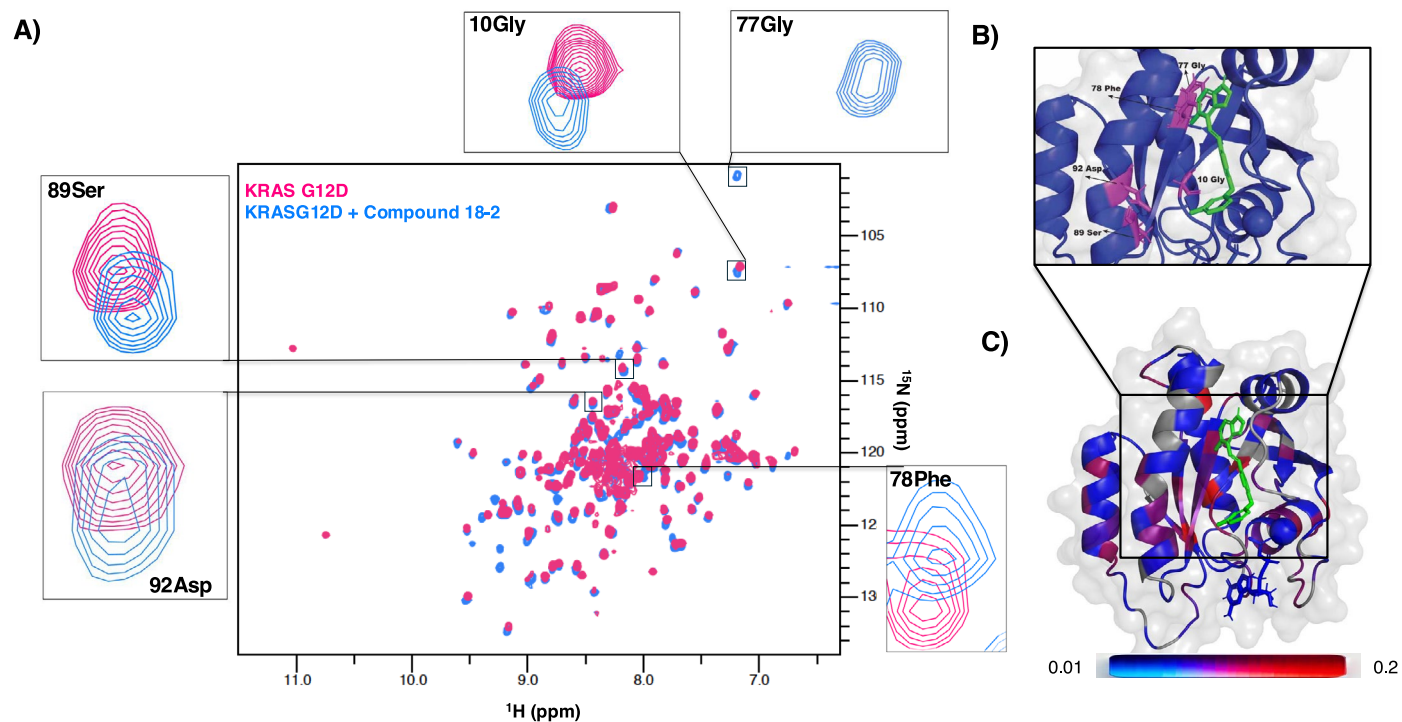 A)
10Gly
77Gly
B)
77 Gly
78 Phe
92 Asp
10 Gly
89 Ser
89Ser
KRAS G12D
KRASG12D + Compound 18-2
105
110
115
120
12
13
15N (ppm)
92Asp
78Phe
11.0 10.0 9.0 8.0 7.0
1H (ppm)
C)
0.01 0.2